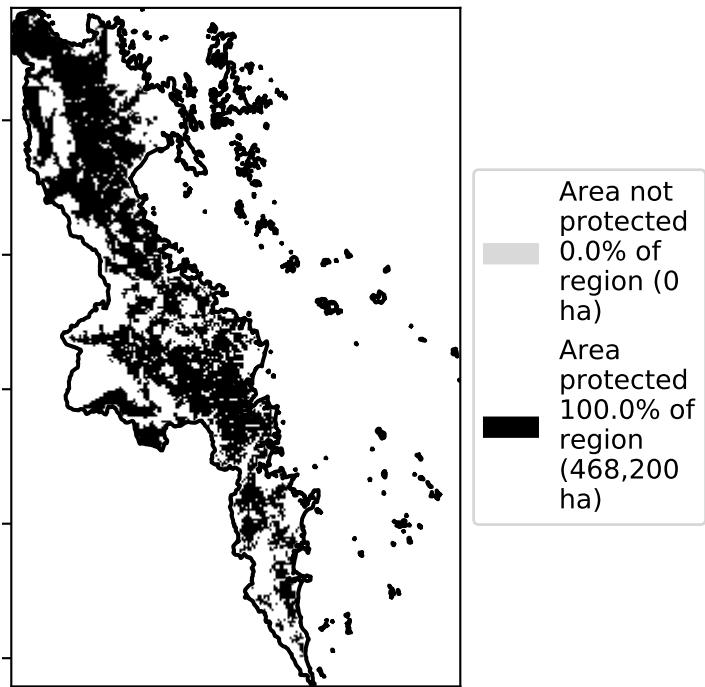 Area not
protected
0.0% of
region (0
ha)
Area
protected
100.0% of
region
(468,200
ha)